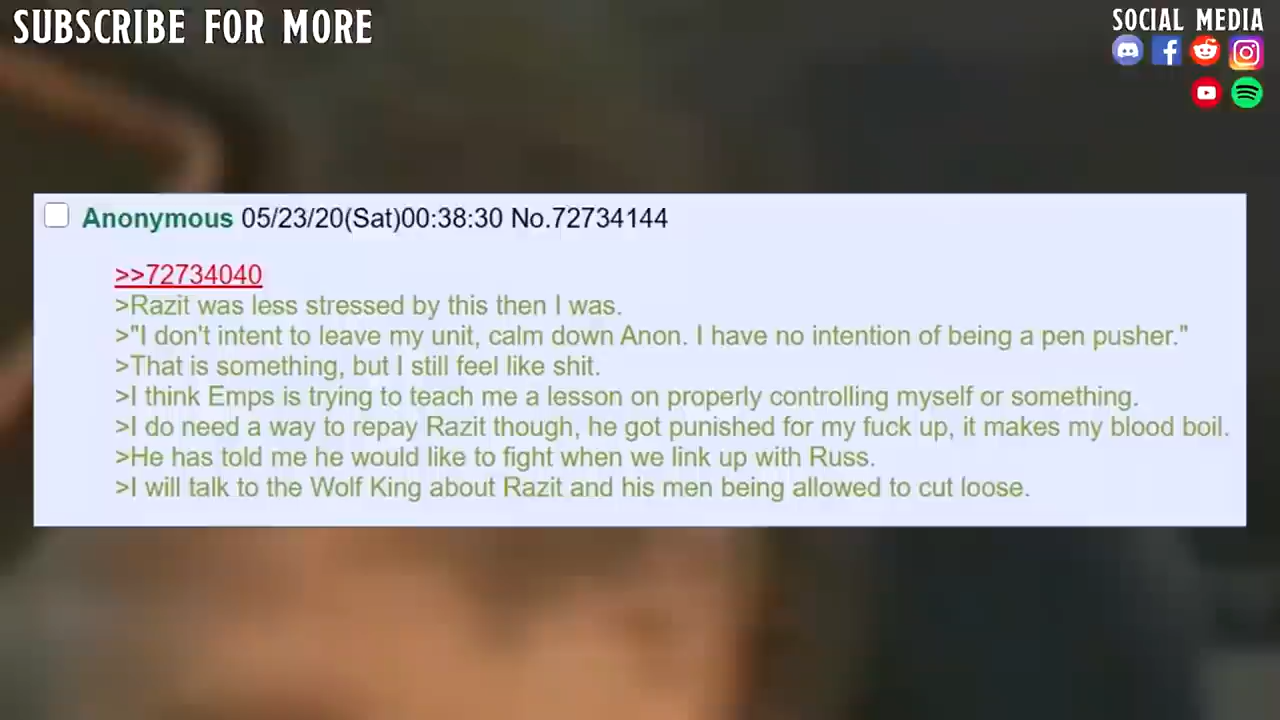 SUBSCRIBE FOR MORE
SOCIAL MEDIA
Anonymous 05/23/20(Sat)00:38:30 No.72734144
>>72734040
>Razit was less stressed by this then I was.
>"I don't intent to leave my unit, calm down Anon. I have no intention of being a pen pusher."
>That is something, but I still feel like shit.
>I think Emps is trying to teach me a lesson on properly controlling myself or something.
>I do need a way to repay Razit though, he got punished for my fuck up, it makes my blood boil.
>He has told me he would like to fight when we link up with Russ.
>I will talk to the Wolf King about Razit and his men being allowed to cut loose.